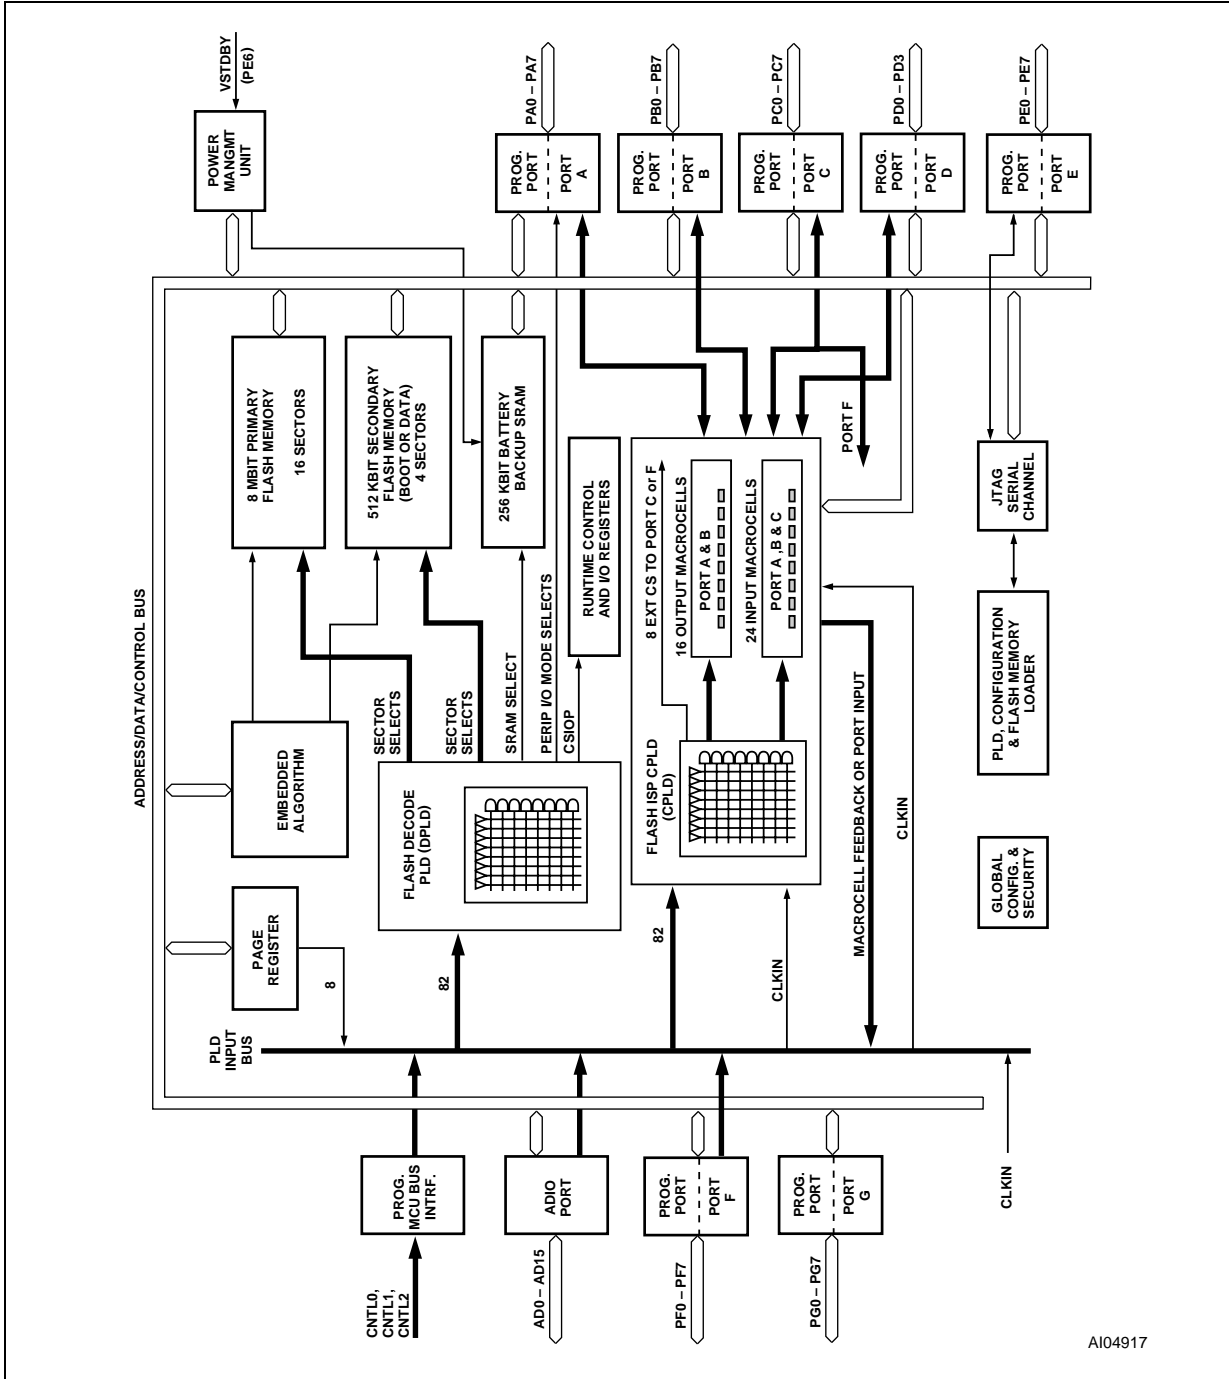 VSTDBY
(PE6)
PA0 – PA7
PB0 – PB7
PC0 – PC7
PD0 – PD3
PE0 – PE7
POWER
MANGMT
UNIT
PROG.
PORT
PORT
A
PROG.
PORT
PORT
B
PROG.
PORT
PORT
C
PROG.
PORT
PORT
D
PROG.
PORT
PORT
E
ADDRESS/DATA/CONTROL BUS
8 MBIT PRIMARY
FLASH MEMORY
16 SECTORS
512 KBIT SECONDARY
FLASH MEMORY
(BOOT OR DATA)
4 SECTORS
256 KBIT BATTERY
BACKUP SRAM
RUNTIME CONTROL
AND I/O REGISTERS
8 EXT CS TO PORT C or F
16 OUTPUT MACROCELLS
PORT A & B
24 INPUT MACROCELLS
PORT A ,B & C
PORT F
JTAG
SERIAL
CHANNEL
SECTOR
SELECTS
SECTOR
SELECTS
SRAM SELECT
PERIP I/O MODE SELECTS
CSIOP
PLD, CONFIGURATION
& FLASH MEMORY
LOADER
EMBEDDED
ALGORITHM
FLASH DECODE
PLD (DPLD)
FLASH ISP CPLD
(CPLD)
MACROCELL FEEDBACK OR PORT INPUT
CLKIN
GLOBAL
CONFIG. &
SECURITY
PAGE
REGISTER
8
82
82
CLKIN
PLD
INPUT
BUS
PROG.
MCU BUS
INTRF.
ADIO
PORT
PROG.
PORT
PORT
F
PROG.
PORT
PORT
G
CLKIN
CNTL0,
CNTL1,
CNTL2
AD0 – AD15
PF0 – PF7
PG0 – PG7
AI04917